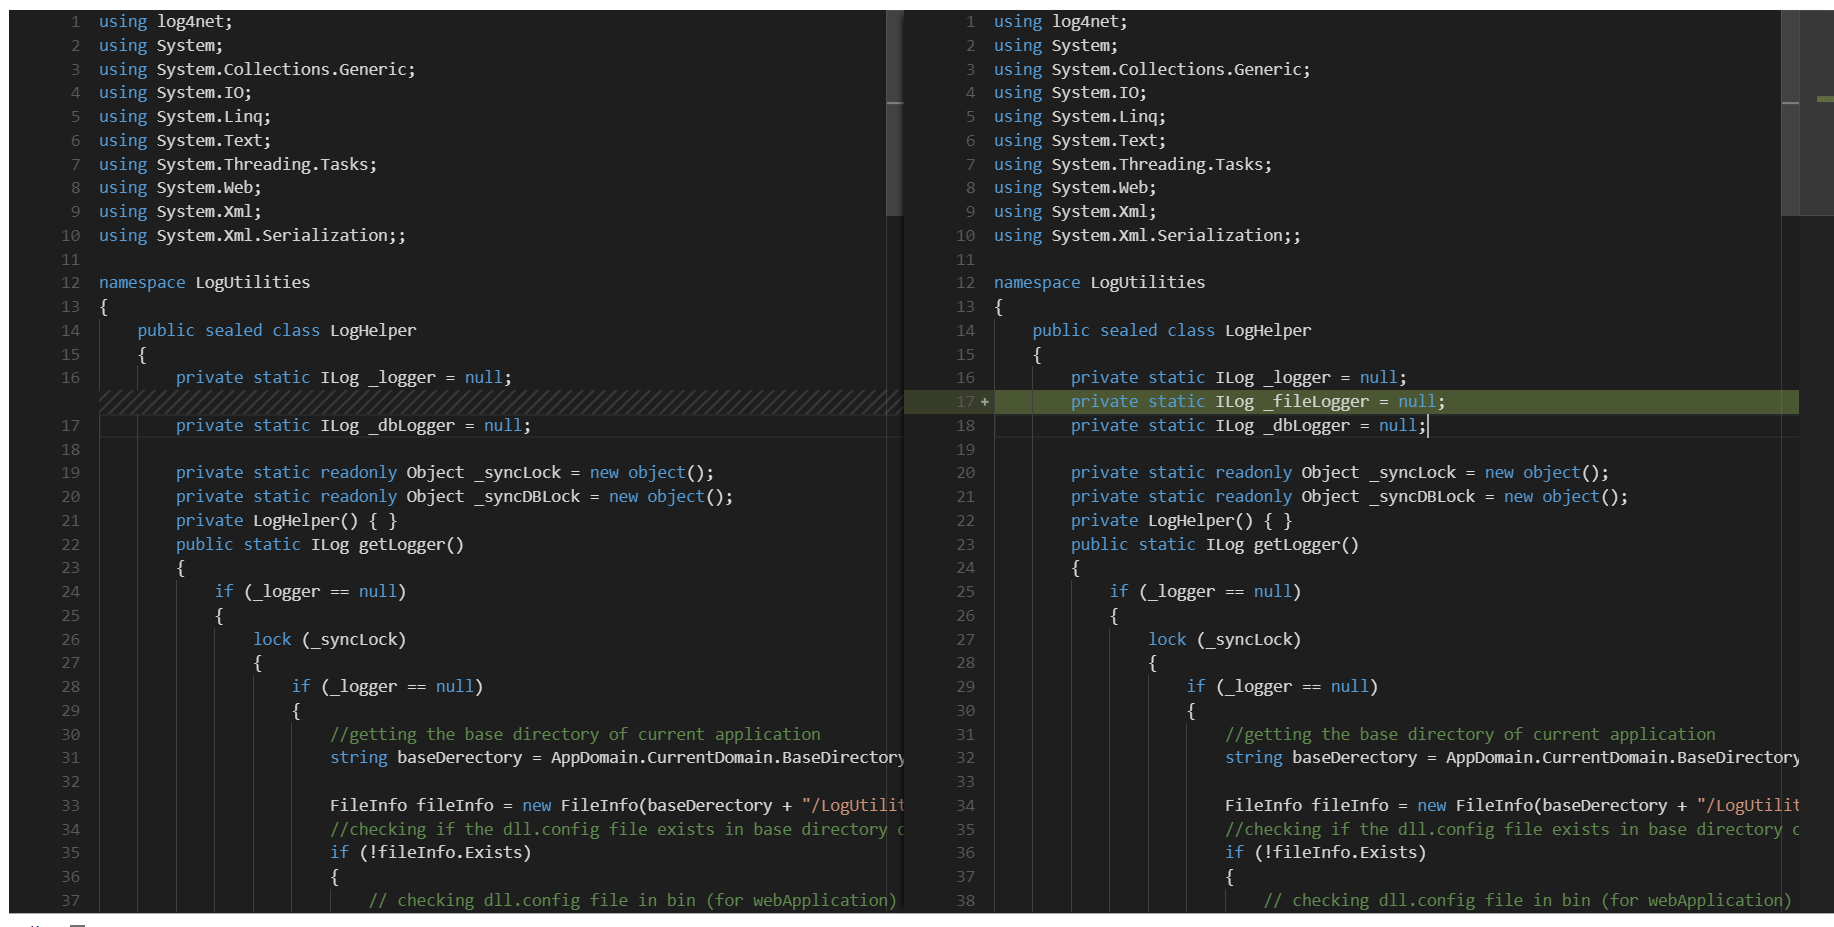 1 using log4net;
2 using System;
3 using System.Collections.Generic;
4 using System.IO;
5 using System.Linq;
6 using System.Text;
7 using System.Threading.Tasks;
8 using System.Web;
9 using System.Xml;
10 using System.Xml.Serialization;;
11
12 namespace LogUtilities
13 {
14 public sealed class LogHelper
15 {
16 private static ILog _logger = null;
17 private static ILog _dbLogger = null;
18
19 private static readonly Object _syncLock = new object();
20 private static readonly Object _syncDBLock = new object();
21 private LogHelper() { }
22 public static ILog getLogger()
23 {
24 if (_logger == null)
25 {
26 lock (_syncLock)
27 {
28 if (_logger == null)
29 {
30 //getting the base directory of current application
31 string baseDerectory = AppDomain.CurrentDomain.BaseDirectory
32
33 FileInfo fileInfo = new FileInfo(baseDerectory + "/LogUtilit
34 //checking if the dll.config file exists in base directory
35 if (!fileInfo.Exists)
36 {
37 // checking dll.config file in bin (for webApplication)
1 using log4net;
2 using System;
3 using System.Collections.Generic;
4 using System.IO;
5 using System.Linq;
6 using System.Text;
7 using System.Threading.Tasks;
8 using System.Web;
9 using System.Xml;
10 using System.Xml.Serialization;;
11
12 namespace LogUtilities
13 {
14 public sealed class LogHelper
15 {
16 private static ILog _logger = null;
17 + private static ILog _fileLogger = null;
18 private static ILog _dbLogger = null;
19
20 private static readonly Object _syncLock = new object();
21 private static readonly Object _syncDBLock = new object();
22 private LogHelper() { }
23 public static ILog getLogger()
24 {
25 if (_logger == null)
26 {
27 lock (_syncLock)
28 {
29 if (_logger == null)
30 {
31 //getting the base directory of current application
32 string baseDerectory = AppDomain.CurrentDomain.BaseDirectory
33
34 FileInfo fileInfo = new FileInfo(baseDerectory + "/LogUtilit
35 //checking if the dll.config file exists in base directory
36 if (!fileInfo.Exists)
37 {
38 // checking dll.config file in bin (for webApplication)